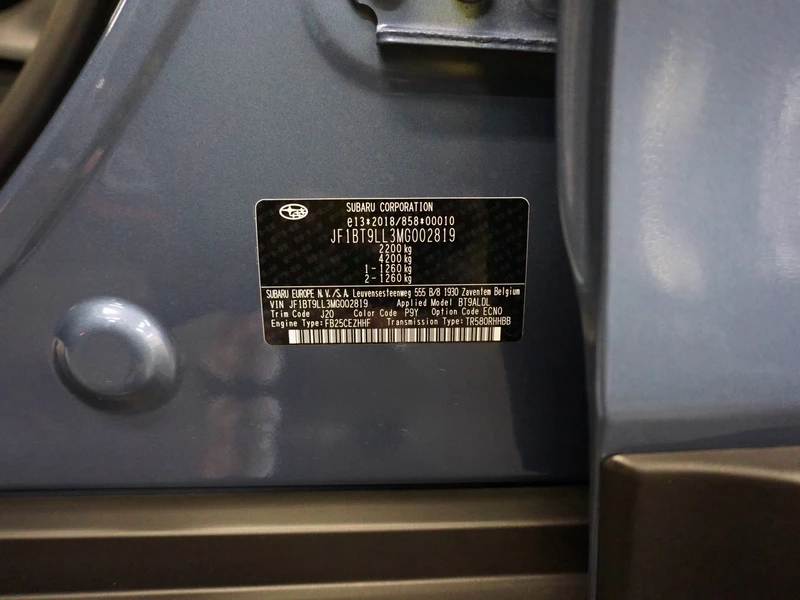 SUBARU CORPORATION
e13*2018/858*00010
JF1BT9LL3MG002819
2200 kg
4200 kg
1 - 1260 kg
2 - 1260 kg
SUBARU EUROPE N.V./S.A. Leuvensesteenweg 555 B/8 1930 Zaventem Belgium
VIN JF1BT9LL3MG002819 Applied Model BT9ALDL
Trim Code J20 Color Code P9Y Option Code ECNO
Engine Type: FB25CEZHHF Transmission Type: TR580RHHBB